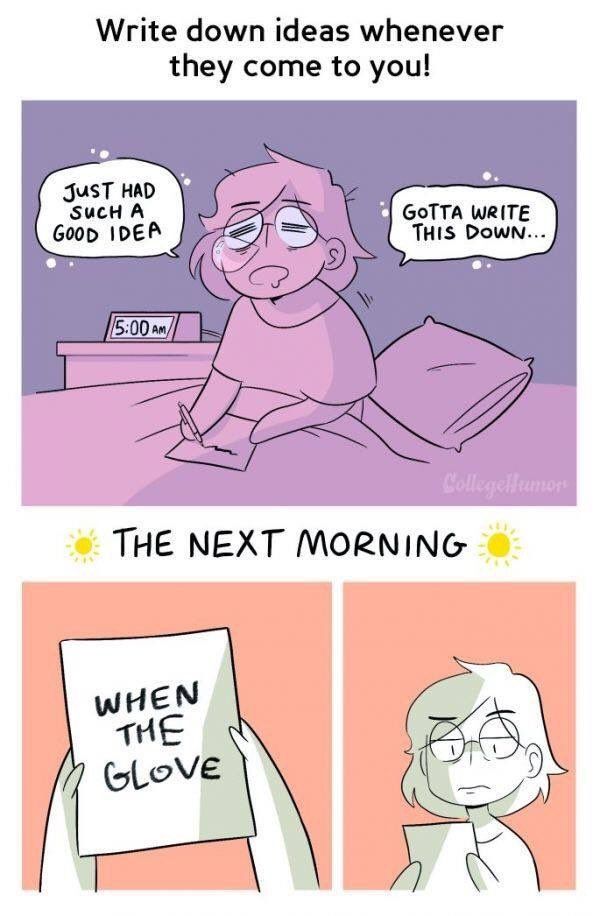 Write down ideas whenever
they come to you!
JUST HAD
SUCH A
GOOD IDEA
GOTTA WRITE
THIS DOWN...
5:00 AM
CollegeHumor
THE NEXT MORNING
WHEN
THE
GLOVE